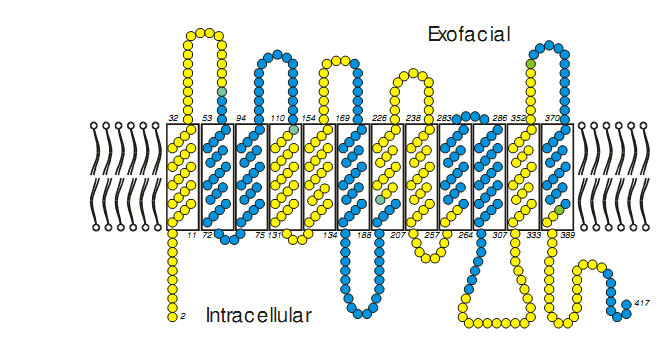 Exofacial
32 53 94 110 154 169 226 238 283 286 352 370
11 72 75 131 134 188 207 257 264 307 333 389
2 417
Intracellular